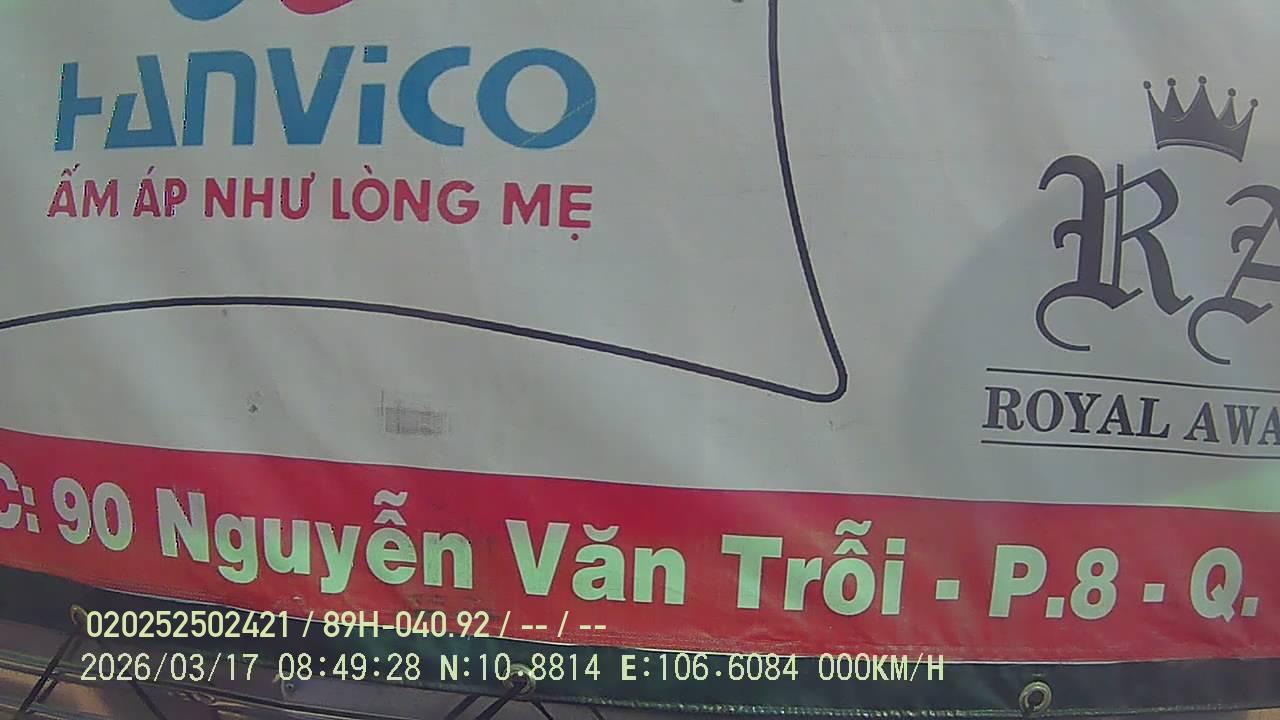 HANVICO
ẤM ÁP NHƯ LÒNG MẸ
RA
ROYAL AWA
C: 90 Nguyễn Văn Trỗi - P.8 - Q.
020252502421 / 89H-040.92 / -- / --
2026/03/17 08:49:28 N:10.8814 E:106.6084 000KM/H